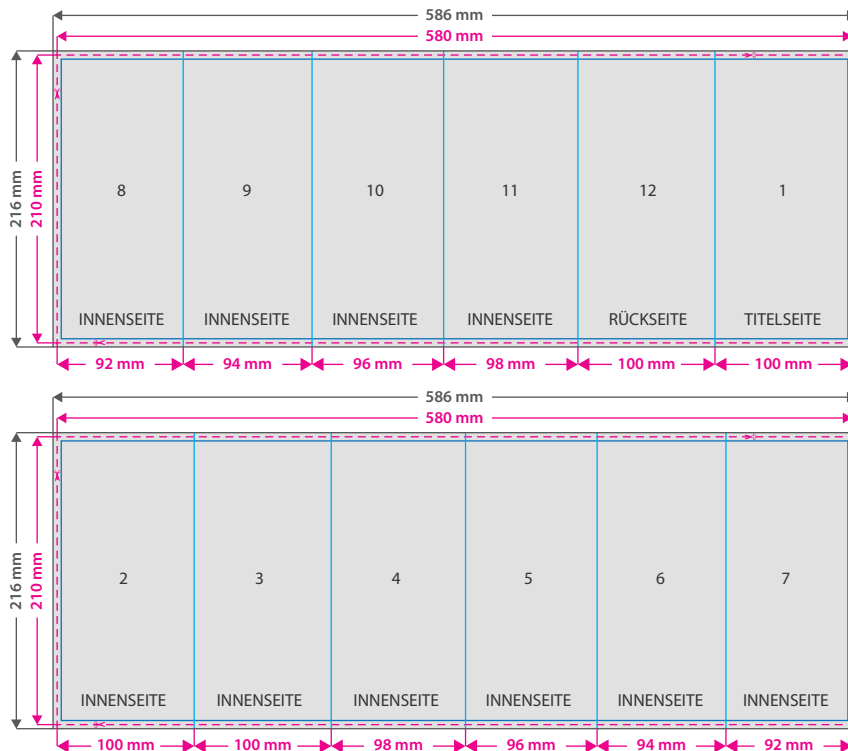 586 mm
580 mm
216 mm
210 mm
8 9 10 11 12 1
INNENSEITE INNENSEITE INNENSEITE INNENSEITE RÜCKSEITE TITELSEITE
92 mm 94 mm 96 mm 98 mm 100 mm 100 mm
586 mm
580 mm
216 mm
210 mm
2 3 4 5 6 7
INNENSEITE INNENSEITE INNENSEITE INNENSEITE INNENSEITE INNENSEITE
100 mm 100 mm 98 mm 96 mm 94 mm 92 mm